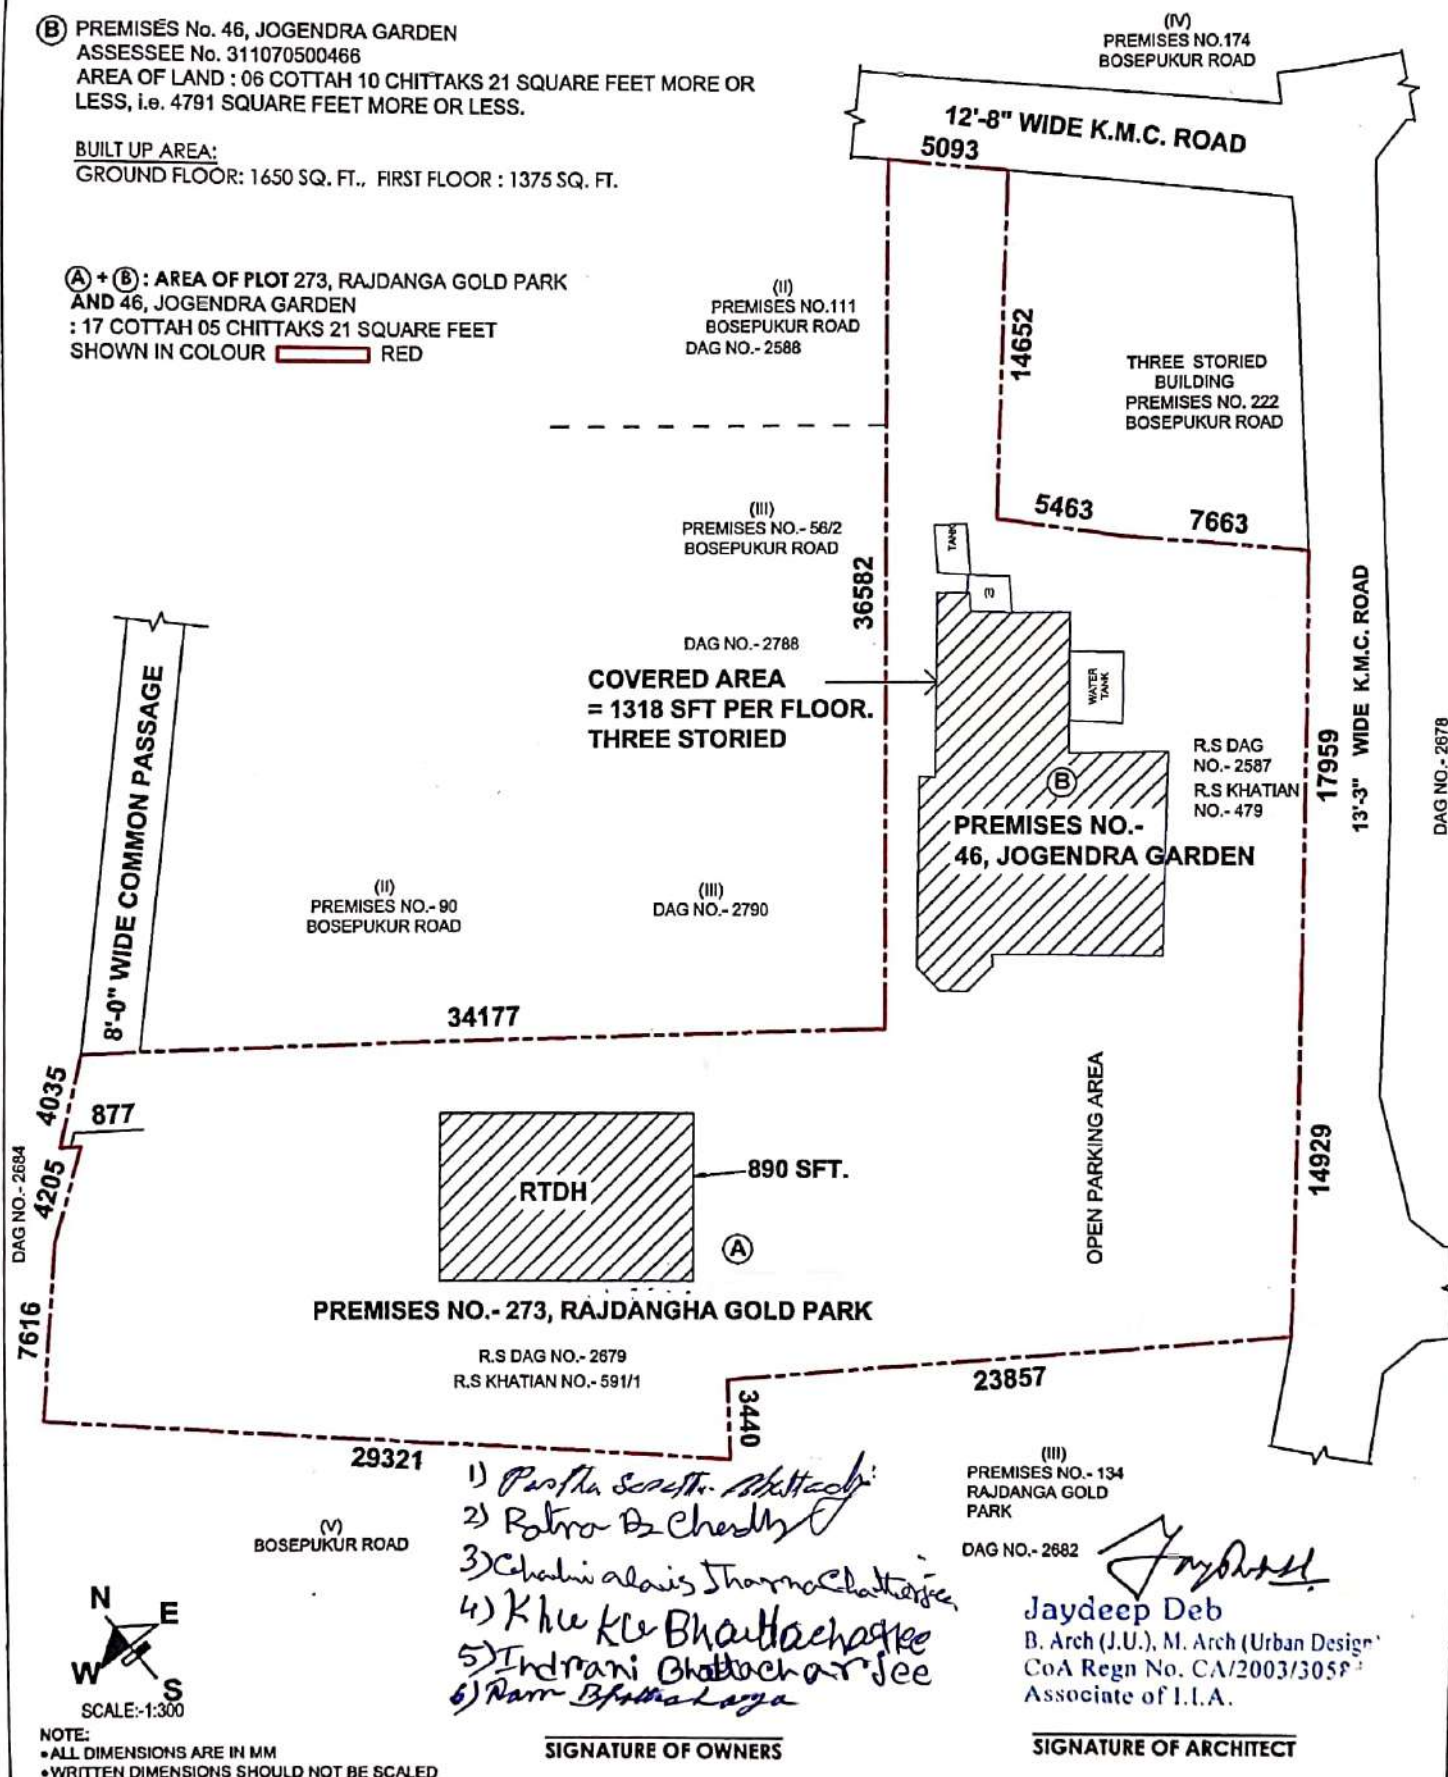 (B) PREMISES No. 46, JOGENDRA GARDEN
ASSESSEE No. 311070500466
AREA OF LAND : 06 COTTAH 10 CHITTAKS 21 SQUARE FEET MORE OR
LESS, i.e. 4791 SQUARE FEET MORE OR LESS.
BUILT UP AREA:
GROUND FLOOR: 1650 SQ. FT., FIRST FLOOR : 1375 SQ. FT.
(A) + (B) : AREA OF PLOT 273, RAJDANGA GOLD PARK
AND 46, JOGENDRA GARDEN
: 17 COTTAH 05 CHITTAKS 21 SQUARE FEET
SHOWN IN COLOUR RED
(IV)
PREMISES NO.174
BOSEPUKUR ROAD
12'-8" WIDE K.M.C. ROAD
5093
(II)
PREMISES NO.111
BOSEPUKUR ROAD
DAG NO.- 2588
14652
THREE STORIED
BUILDING
PREMISES NO. 222
BOSEPUKUR ROAD
(III)
PREMISES NO.- 56/2
BOSEPUKUR ROAD
5463
7663
TANK
36582
DAG NO.- 2788
COVERED AREA
= 1318 SFT PER FLOOR.
THREE STORIED
WATER
TANK
13'-3" WIDE K.M.C. ROAD
17959
DAG NO.- 2678
R.S DAG
NO.- 2587
R.S KHATIAN
NO.- 479
(B)
PREMISES NO.-
46, JOGENDRA GARDEN
8'-0" WIDE COMMON PASSAGE
(II)
PREMISES NO.- 90
BOSEPUKUR ROAD
(III)
DAG NO.- 2790
34177
4035
877
4205
DAG NO.- 2684
7616
RTDH
890 SFT.
(A)
OPEN PARKING AREA
14929
PREMISES NO.- 273, RAJDANGHA GOLD PARK
R.S DAG NO.- 2679
R.S KHATIAN NO.- 591/1
23857
3440
29321
(V)
BOSEPUKUR ROAD
(III)
PREMISES NO.- 134
RAJDANGA GOLD
PARK
DAG NO.- 2682
1) Partha
2) Ratna
3) Chatterjee
4) Khuku Bhattacharjee
5) Indrani Bhattacharjee
6) Ram
Jaydeep Deb
B. Arch (J.U.), M. Arch (Urban Design
CoA Regn No. CA/2003/3058
Associate of I.I.A.
N
E
W
S
SCALE:-1:300
NOTE:
•ALL DIMENSIONS ARE IN MM
•WRITTEN DIMENSIONS SHOULD NOT BE SCALED
SIGNATURE OF OWNERS
SIGNATURE OF ARCHITECT